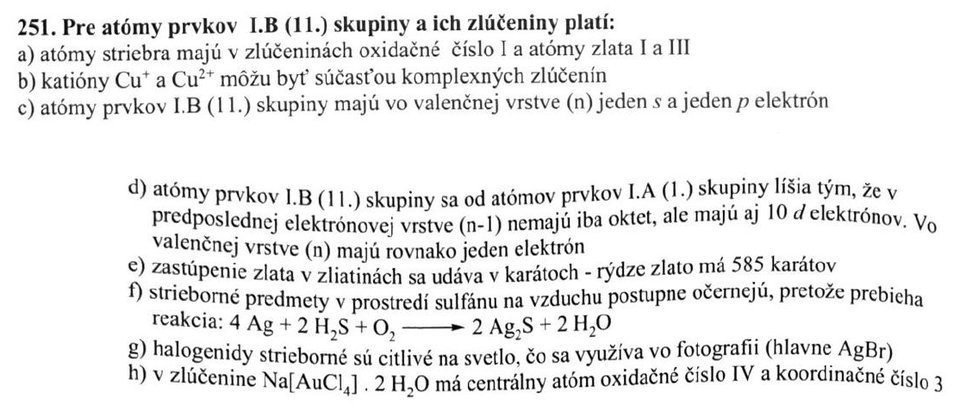 251. Pre atómy prvkov I.B (11.) skupiny a ich zlúčeniny platí:
a) atómy striebra majú v zlúčeninách oxidačné číslo I a atómy zlata I a III
b) katióny Cu⁺ a Cu²⁺ môžu byť súčasťou komplexných zlúčenín
c) atómy prvkov I.B (11.) skupiny majú vo valenčnej vrstve (n) jeden s a jeden p elektrón
d) atómy prvkov I.B (11.) skupiny sa od atómov prvkov I.A (1.) skupiny líšia tým, že v
predposlednej elektrónovej vrstve (n-1) nemajú iba oktet, ale majú aj 10 d elektrónov. Vo
valenčnej vrstve (n) majú rovnako jeden elektrón
e) zastúpenie zlata v zliatinách sa udáva v karátoch - rýdze zlato má 585 karátov
f) strieborné predmety v prostredí sulfánu na vzduchu postupne očernejú, pretože prebieha
reakcia: 4 Ag + 2 H₂S + O₂ ⟶ 2 Ag₂S + 2 H₂O
g) halogenidy strieborné sú citlivé na svetlo, čo sa využíva vo fotografii (hlavne AgBr)
h) v zlúčenine Na[AuCl₄] . 2 H₂O má centrálny atóm oxidačné číslo IV a koordinačné číslo 3